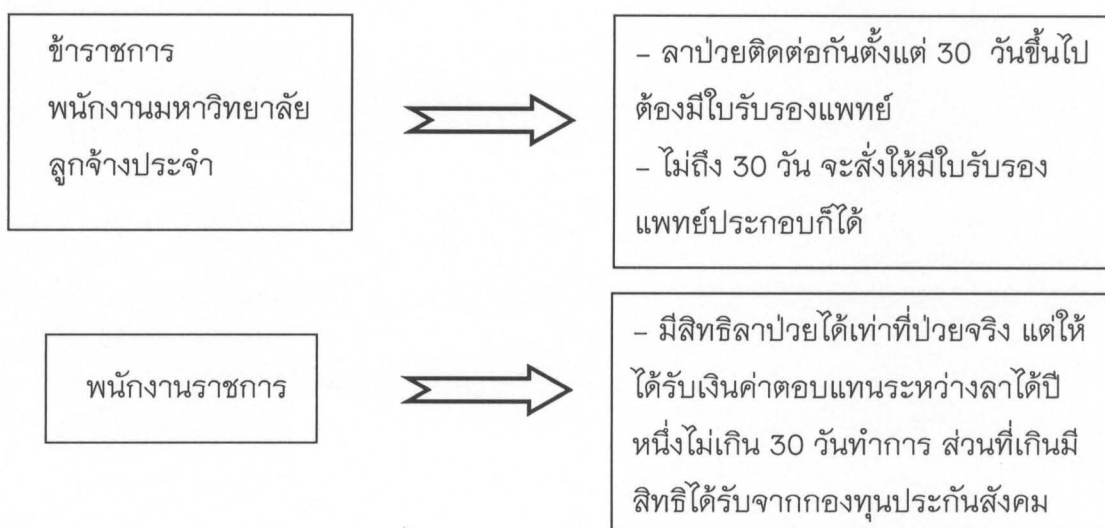 ข้าราชการ
พนักงานมหาวิทยาลัย
ลูกจ้างประจำ
– ลาป่วยติดต่อกันตั้งแต่ 30 วันขึ้นไป
ต้องมีใบรับรองแพทย์
– ไม่ถึง 30 วัน จะสั่งให้มีใบรับรอง
แพทย์ประกอบก็ได้
พนักงานราชการ
– มีสิทธิลาป่วยได้เท่าที่ป่วยจริง แต่ให้
ได้รับเงินค่าตอบแทนระหว่างลาได้ปี
หนึ่งไม่เกิน 30 วันทำการ ส่วนที่เกินมี
สิทธิได้รับจากกองทุนประกันสังคม